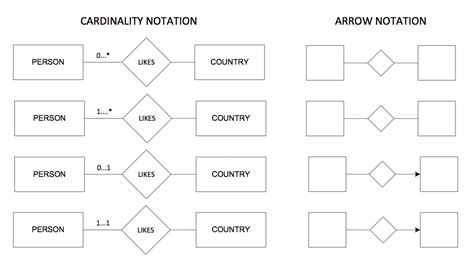 CARDINALITY NOTATION
ARROW NOTATION
PERSON 0...* LIKES COUNTRY
PERSON 1....* LIKES COUNTRY
PERSON 0...1 LIKES COUNTRY
PERSON 1...1 LIKES COUNTRY